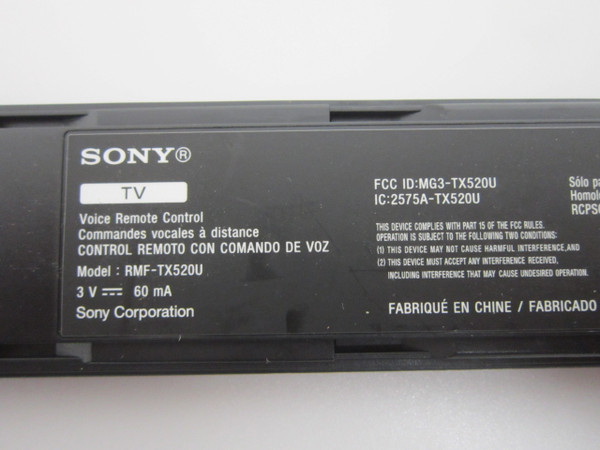 SONY®
TV
Voice Remote Control
Commandes vocales à distance
CONTROL REMOTO CON COMANDO DE VOZ
Model : RMF-TX520U
3 V⎓ 60 mA
Sony Corporation
FCC ID:MG3-TX520U
IC:2575A-TX520U
THIS DEVICE COMPLIES WITH PART 15 OF THE FCC RULES.
OPERATION IS SUBJECT TO THE FOLLOWING TWO CONDITIONS:
(1) THIS DEVICE MAY NOT CAUSE HARMFUL INTERFERENCE,AND
(2) THIS DEVICE MUST ACCEPT ANY INTERFERENCE RECEIVED,
INCLUDING INTERFERENCE THAT MAY CAUSE UNDESIRED OPERATION.
FABRIQUÉ EN CHINE / FABRICADO
Sólo